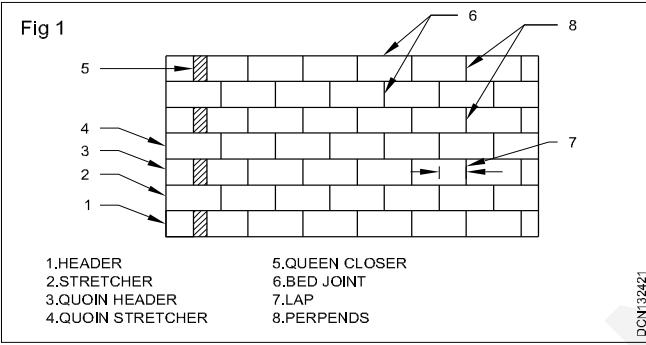 Fig 1
6
8
5
4
3
2
1
7
1.HEADER
2.STRETCHER
3.QUOIN HEADER
4.QUOIN STRETCHER
5.QUEEN CLOSER
6.BED JOINT
7.LAP
8.PERPENDS
DCN132421